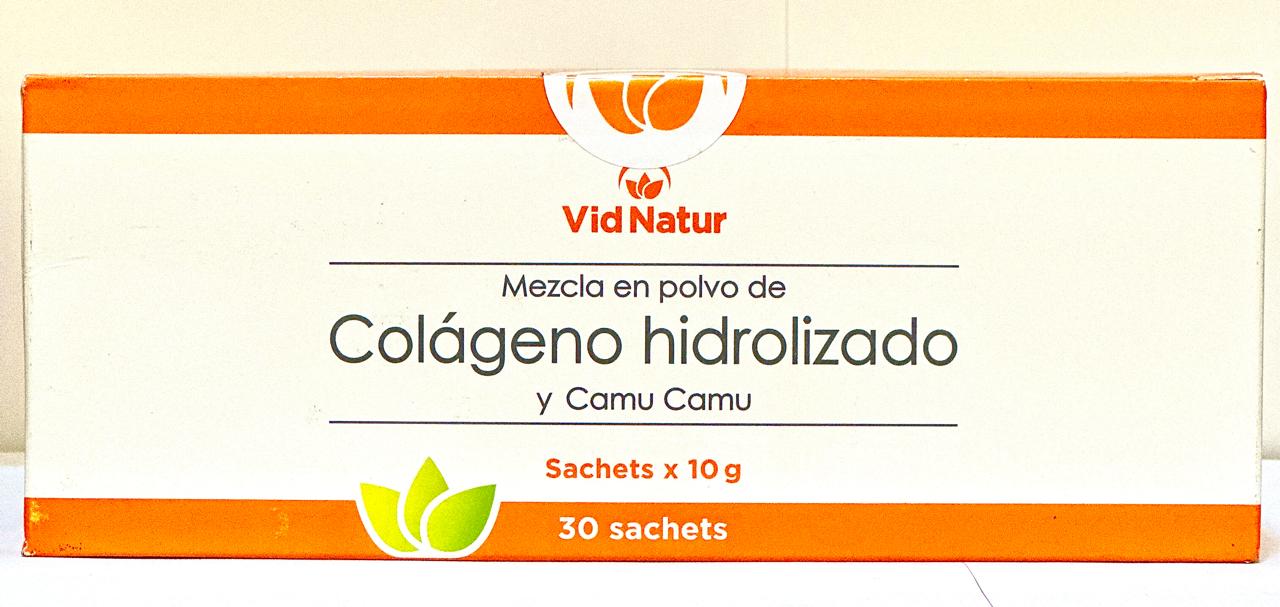 Vid Natur
Mezcla en polvo de
Colágeno hidrolizado
y Camu Camu
Sachets x 10 g
30 sachets